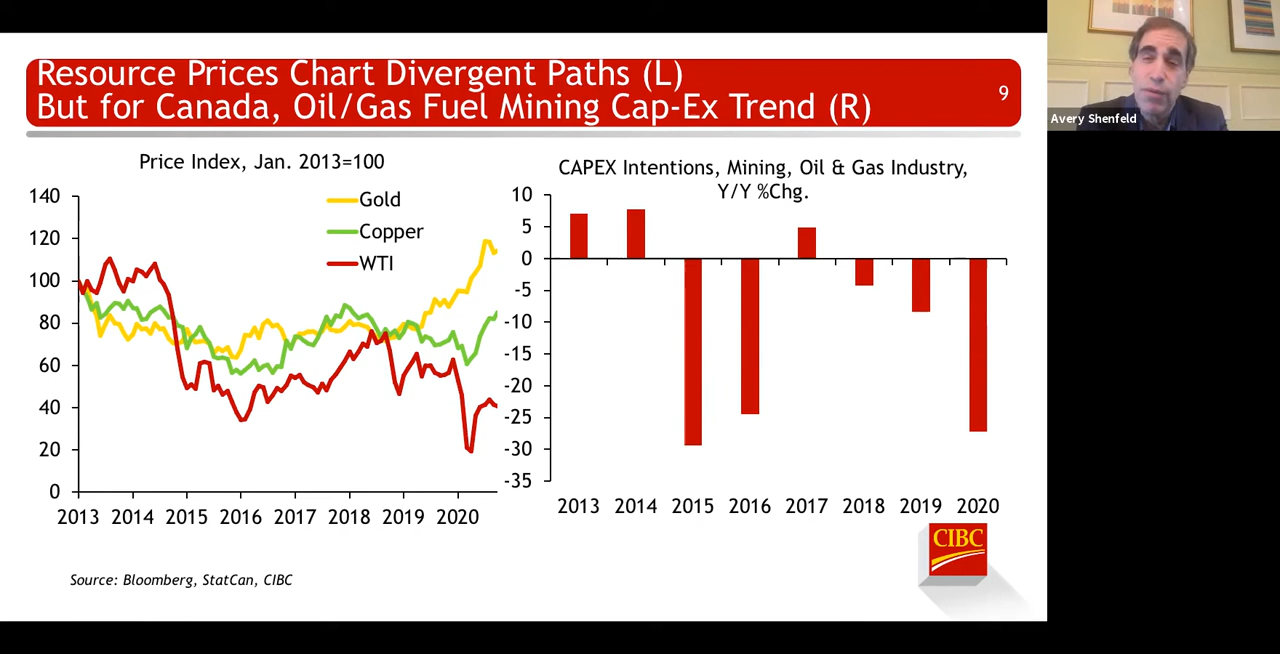 Resource Prices Chart Divergent Paths (L)
But for Canada, Oil/Gas Fuel Mining Cap-Ex Trend (R)
9
Avery Shenfeld
Price Index, Jan. 2013=100
140
120
100
80
60
40
20
0
Gold
Copper
WTI
2013 2014 2015 2016 2017 2018 2019 2020
CAPEX Intentions, Mining, Oil & Gas Industry,
Y/Y %Chg.
10
5
0
-5
-10
-15
-20
-25
-30
-35
2013 2014 2015 2016 2017 2018 2019 2020
CIBC
Source: Bloomberg, StatCan, CIBC